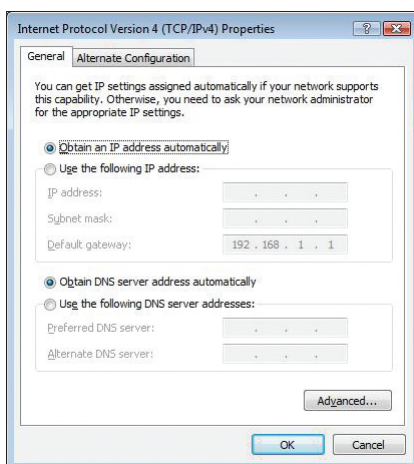 Internet Protocol Version 4 (TCP/IPv4) Properties
General
Alternate Configuration
You can get IP settings assigned automatically if your network supports
this capability. Otherwise, you need to ask your network administrator
for the appropriate IP settings.
Obtain an IP address automatically
Use the following IP address:
IP address:
Subnet mask:
Default gateway:
192 . 168 . 1 . 1
Obtain DNS server address automatically
Use the following DNS server addresses:
Preferred DNS server:
Alternate DNS server:
Advanced...
OK
Cancel